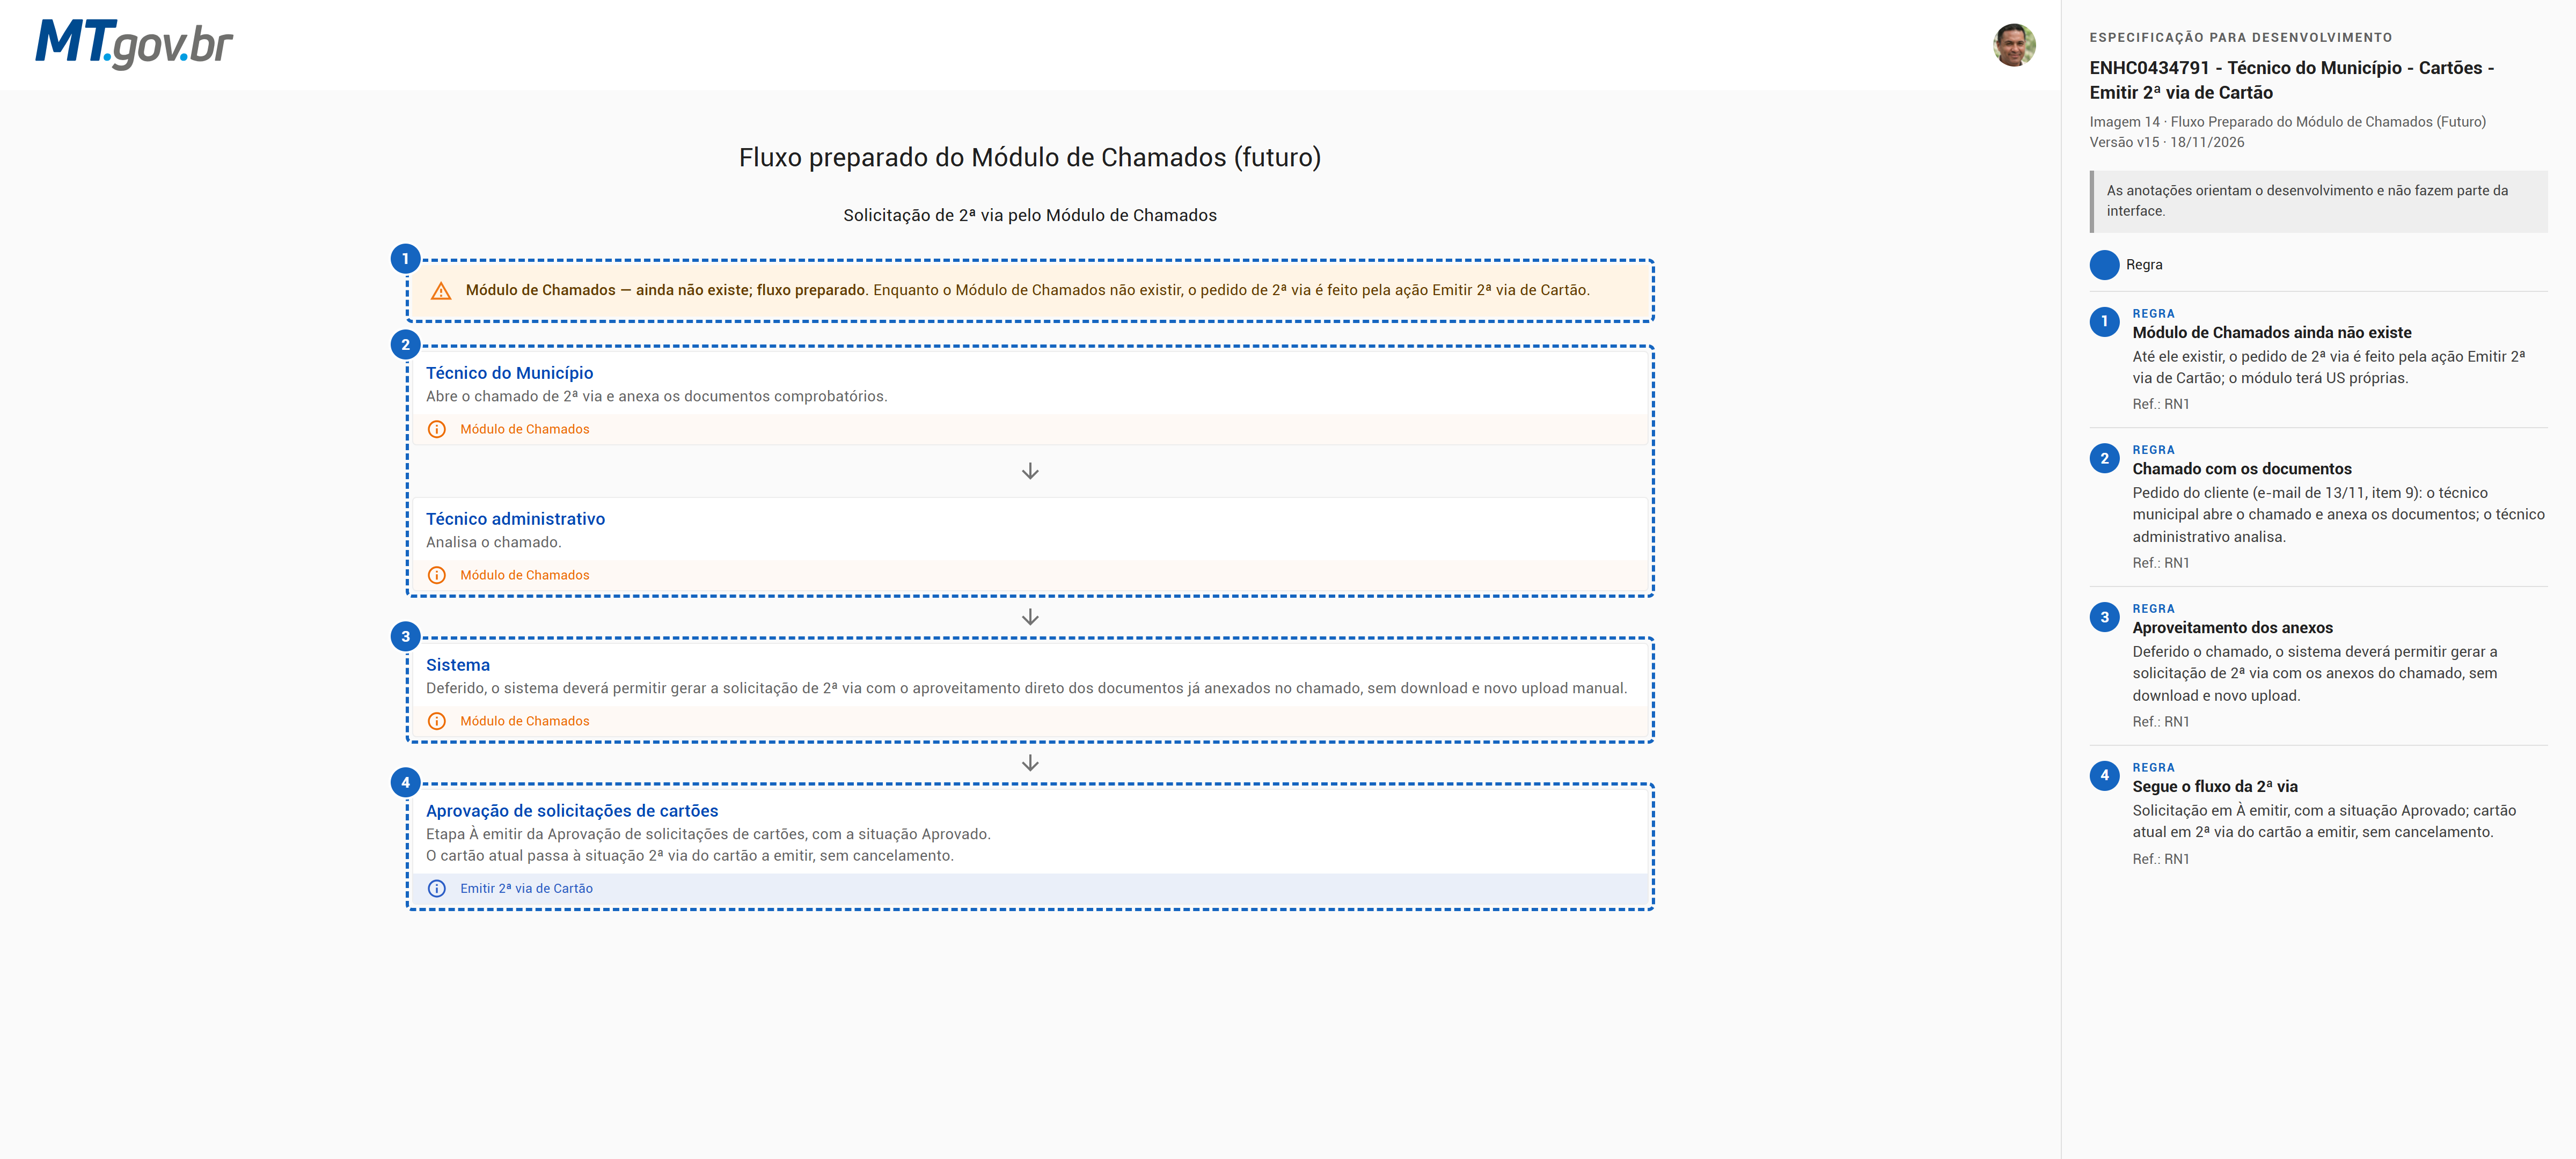 MT.gov.br
Fluxo preparado do Módulo de Chamados (futuro)
Solicitação de 2ª via pelo Módulo de Chamados
1
Módulo de Chamados — ainda não existe; fluxo preparado. Enquanto o Módulo de Chamados não existir, o pedido de 2ª via é feito pela ação Emitir 2ª via de Cartão.
2
Técnico do Município
Abre o chamado de 2ª via e anexa os documentos comprobatórios.
Módulo de Chamados
Técnico administrativo
Analisa o chamado.
Módulo de Chamados
3
Sistema
Deferido, o sistema deverá permitir gerar a solicitação de 2ª via com o aproveitamento direto dos documentos já anexados no chamado, sem download e novo upload manual.
Módulo de Chamados
4
Aprovação de solicitações de cartões
Etapa À emitir da Aprovação de solicitações de cartões, com a situação Aprovado.
O cartão atual passa à situação 2ª via do cartão a emitir, sem cancelamento.
Emitir 2ª via de Cartão
ESPECIFICAÇÃO PARA DESENVOLVIMENTO
ENHC0434791 - Técnico do Município - Cartões -
Emitir 2ª via de Cartão
Imagem 14 · Fluxo Preparado do Módulo de Chamados (Futuro)
Versão v15 · 18/11/2026
As anotações orientam o desenvolvimento e não fazem parte da
interface.
Regra
1
REGRA
Módulo de Chamados ainda não existe
Até ele existir, o pedido de 2ª via é feito pela ação Emitir 2ª
via de Cartão; o módulo terá US próprias.
Ref.: RN1
2
REGRA
Chamado com os documentos
Pedido do cliente (e-mail de 13/11, item 9): o técnico
municipal abre o chamado e anexa os documentos; o técnico
administrativo analisa.
Ref.: RN1
3
REGRA
Aproveitamento dos anexos
Deferido o chamado, o sistema deverá permitir gerar a
solicitação de 2ª via com os anexos do chamado, sem
download e novo upload.
Ref.: RN1
4
REGRA
Segue o fluxo da 2ª via
Solicitação em À emitir, com a situação Aprovado; cartão
atual em 2ª via do cartão a emitir, sem cancelamento.
Ref.: RN1